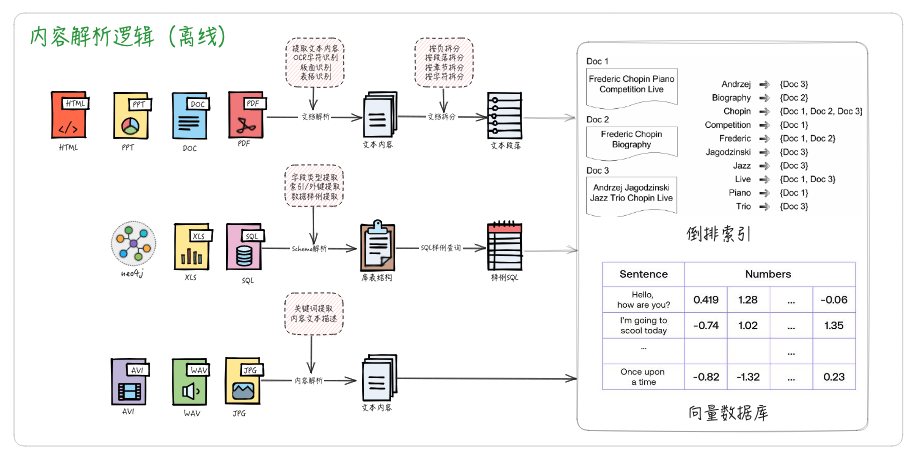 内容解析逻辑（离线）
提取文本内容
OCR字符识别
版面识别
表格识别
按页拆分
按段落拆分
按章节拆分
按字符拆分
HTML
PPT
DOC
PDF
文档解析
文档拆分
HTML
PPT
DOC
PDF
文本内容
文本段落
字段类型提取
索引/外键提取
数据样例提取
XLS
SQL
Schema解析
SQL样例查询
neo4j
XLS
SQL
库表结构
样例SQL
关键词提取
内容文本描述
AVI
WAV
JPG
内容解析
AVI
WAV
JPG
文本内容
Doc 1
Frederic Chopin Piano
Competition Live
Doc 2
Frederic Chopin
Biography
Doc 3
Andrzej Jagodzinski
Jazz Trio Chopin Live
Andrzej ➔ {Doc 3}
Biography ➔ {Doc 2}
Chopin ➔ {Doc 1, Doc 2, Doc 3}
Competition ➔ {Doc 1}
Frederic ➔ {Doc 1, Doc 2}
Jagodzinski ➔ {Doc 3}
Jazz ➔ {Doc 3}
Live ➔ {Doc 1, Doc 3}
Piano ➔ {Doc 1}
Trio ➔ {Doc 3}
倒排索引
Sentence Numbers
Hello,
how are you? 0.419 1.28 ... -0.06
I'm going to
scool today -0.74 1.02 ... 1.35
... ...
Once upon
a time -0.82 -1.32 ... 0.23
向量数据库